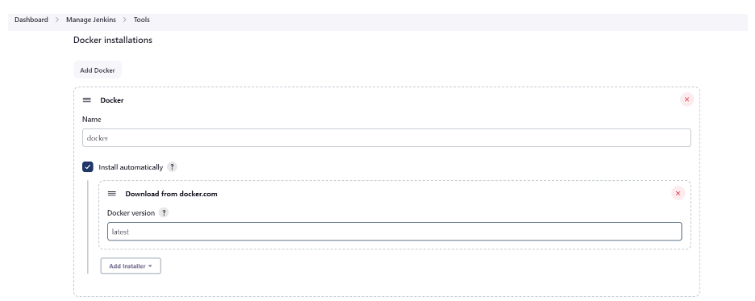 Dashboard > Manage Jenkins > Tools
Docker installations
Add Docker
Docker
Name
docker
Install automatically ?
Download from docker.com
Docker version ?
latest
Add Installer